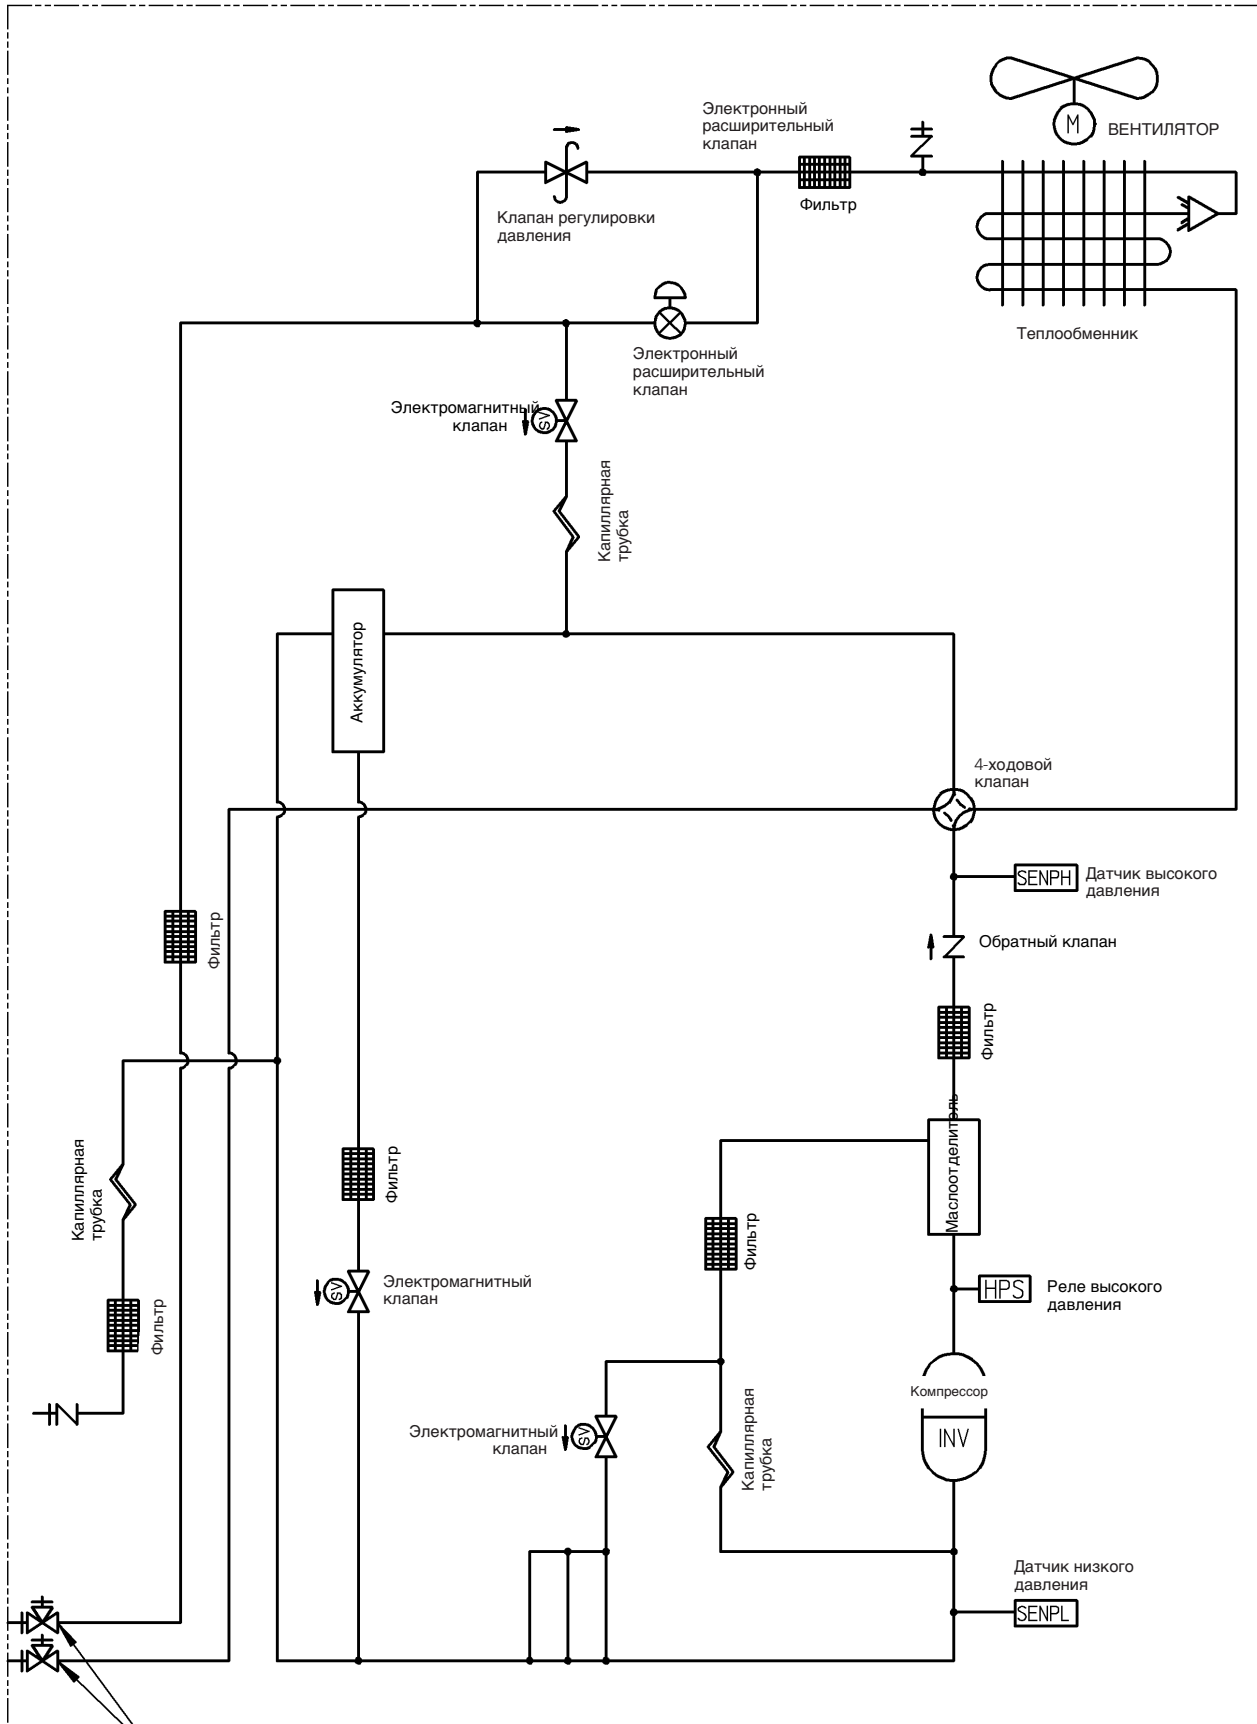 Электронный
расширительный
клапан
M
ВЕНТИЛЯТОР
Фильтр
Клапан регулировки
давления
Теплообменник
Электронный
расширительный
клапан
Электромагнитный
клапан
SV
Капиллярная
трубка
Аккумулятор
4-ходовой
клапан
SENPH
Датчик высокого
давления
Фильтр
Обратный клапан
Фильтр
Маслоотделитель
Капиллярная
трубка
Фильтр
Фильтр
SV
Электромагнитный
клапан
HPS
Реле высокого
давления
Фильтр
Компрессор
INV
Электромагнитный
клапан
SV
Капиллярная
трубка
Датчик низкого
давления
SENPL